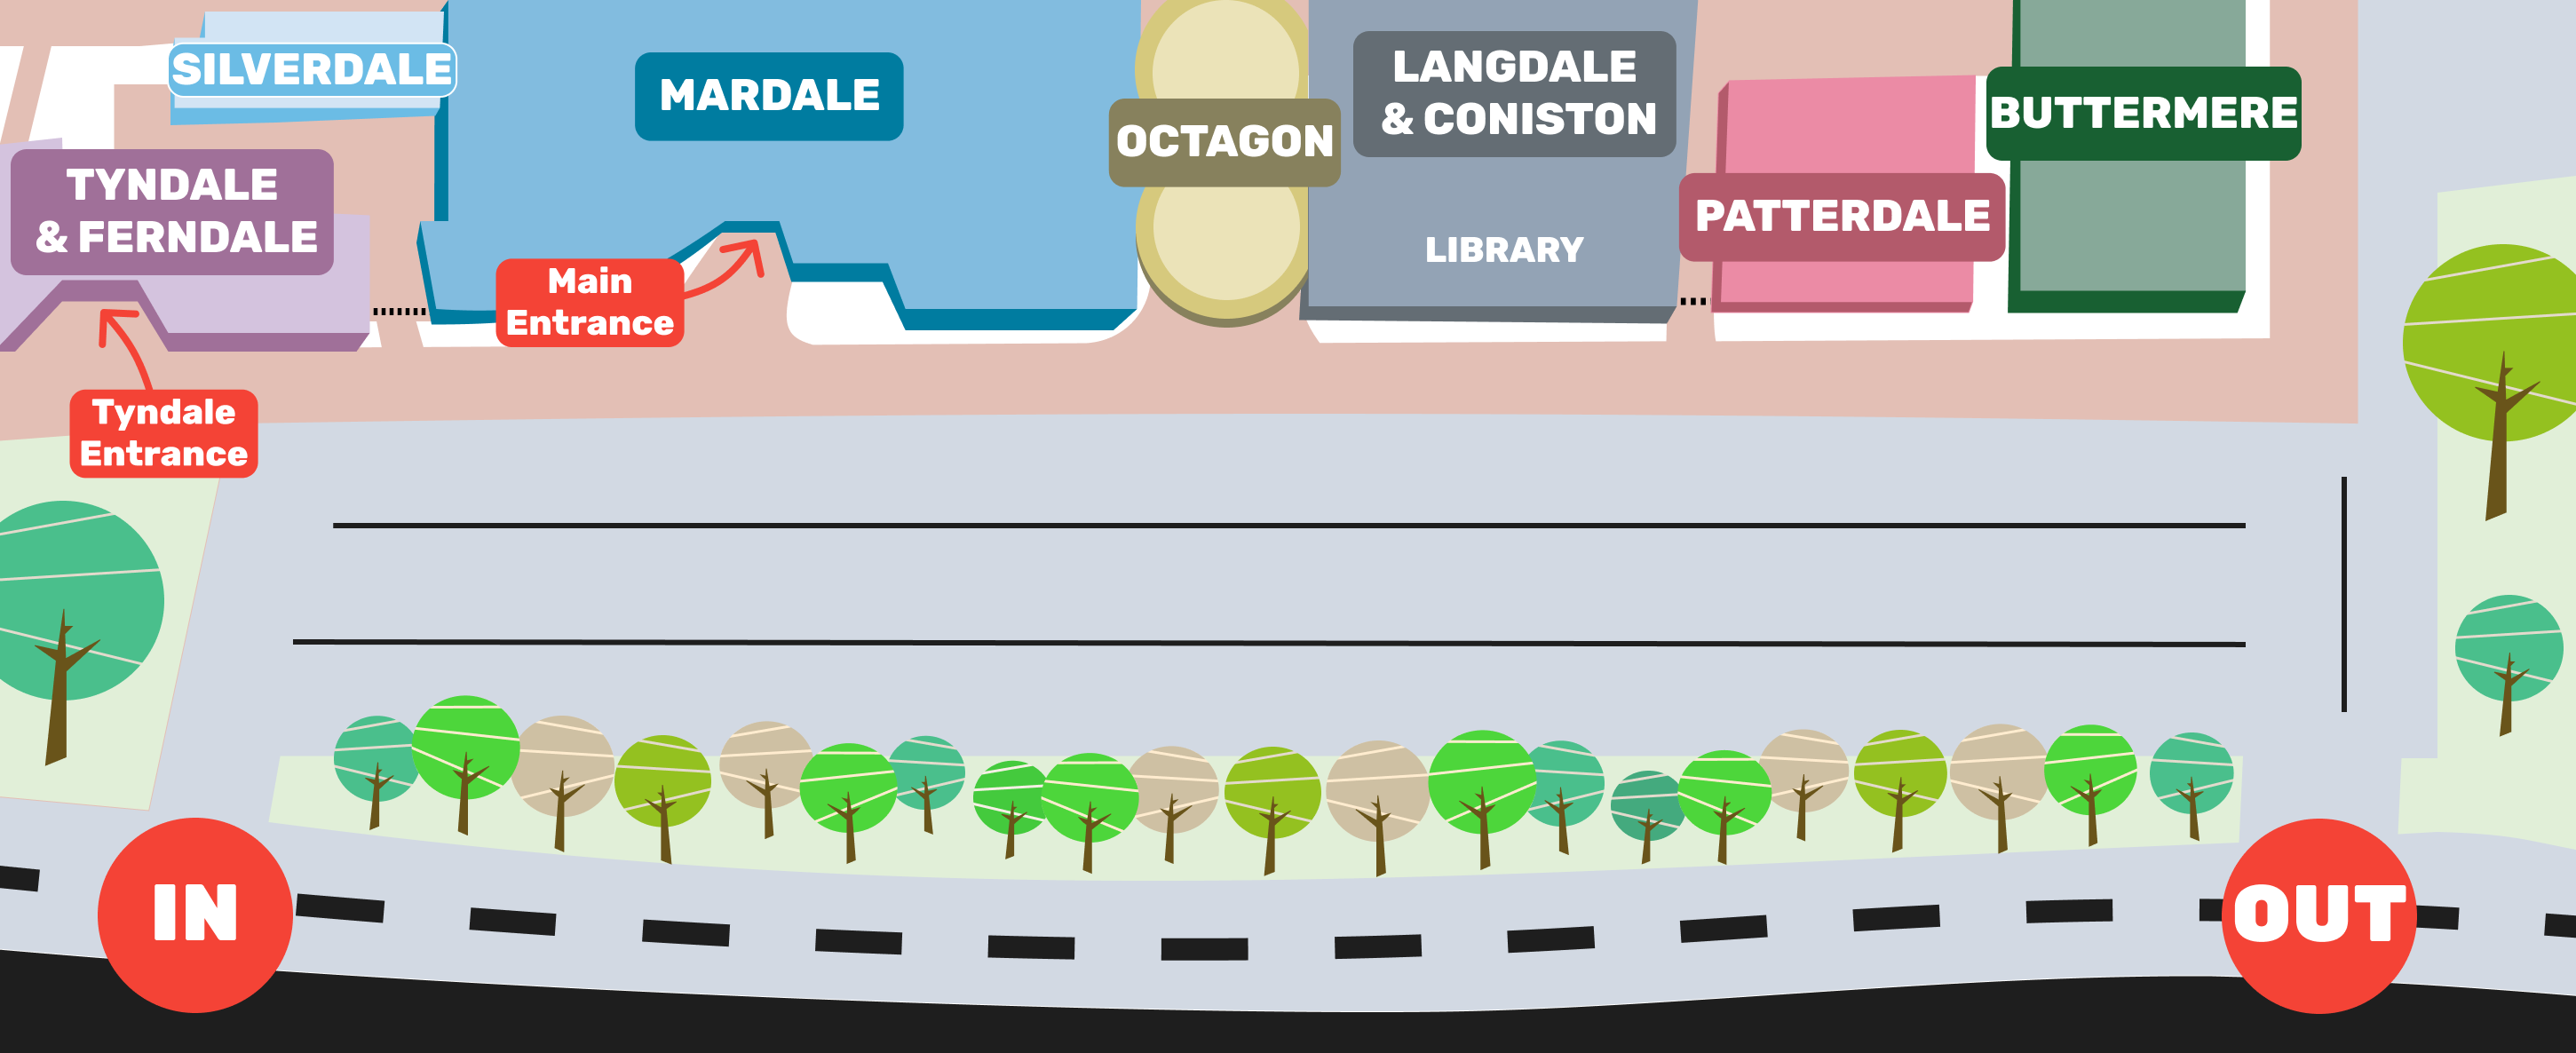 SILVERDALE
MARDALE
OCTAGON
LANGDALE
& CONISTON
LIBRARY
PATTERDALE
BUTTERMERE
TYNDALE
& FERNDALE
Main
Entrance
Tyndale
Entrance
IN
OUT